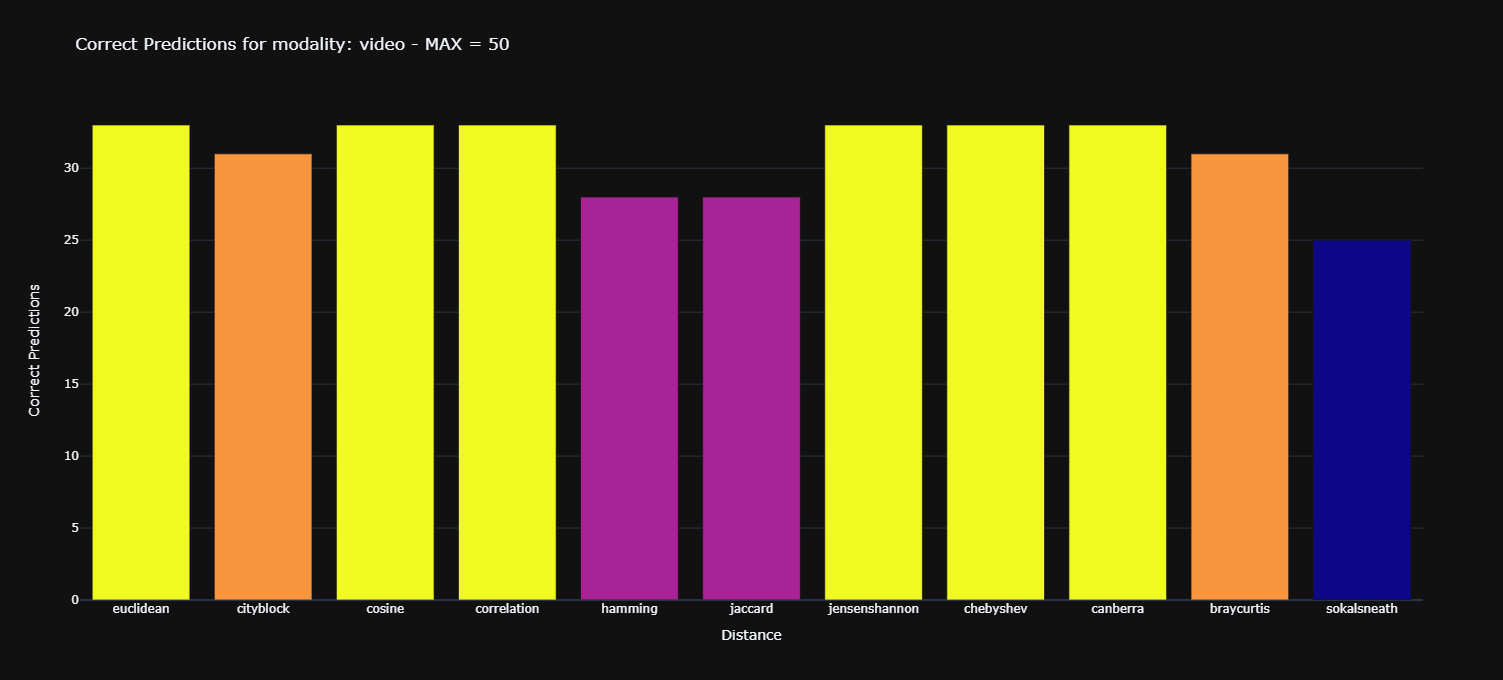 Correct Predictions for modality: video - MAX = 50
30
25
20
15
10
5
0
Correct Predictions
euclidean cityblock cosine correlation hamming jaccard jensenshannon chebyshev canberra braycurtis sokalsneath
Distance